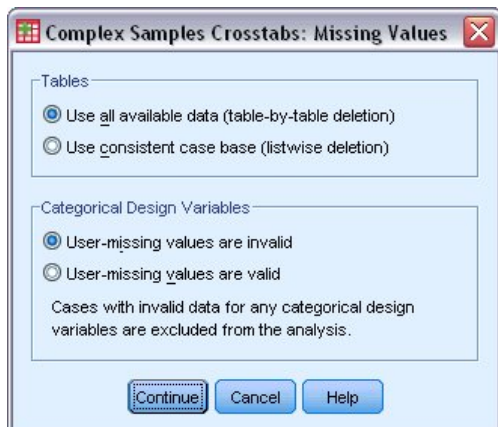 Complex Samples Crosstabs: Missing Values
Tables
Use all available data (table-by-table deletion)
Use consistent case base (listwise deletion)
Categorical Design Variables
User-missing values are invalid
User-missing values are valid
Cases with invalid data for any categorical design
variables are excluded from the analysis.
Continue Cancel Help